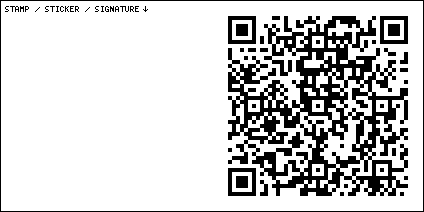 STAMP / STICKER / SIGNATURE ↓